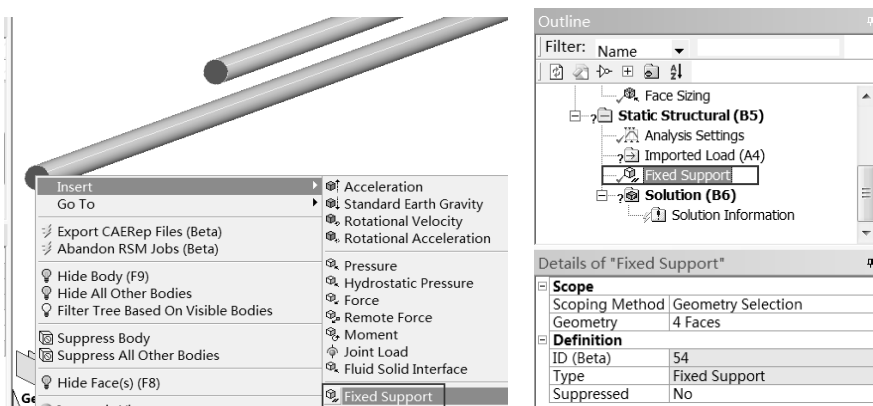 Insert
Go To
Export CAERep Files (Beta)
Abandon RSM Jobs (Beta)
Hide Body (F9)
Hide All Other Bodies
Filter Tree Based On Visible Bodies
Suppress Body
Suppress All Other Bodies
Hide Face(s) (F8)
Ge
Acceleration
Standard Earth Gravity
Rotational Velocity
Rotational Acceleration
Pressure
Hydrostatic Pressure
Force
Remote Force
Moment
Joint Load
Fluid Solid Interface
Fixed Support
Outline
Filter: Name
Face Sizing
Static Structural (B5)
Analysis Settings
Imported Load (A4)
Fixed Support
Solution (B6)
Solution Information
Details of "Fixed Support"
Scope
Scoping Method Geometry Selection
Geometry 4 Faces
Definition
ID (Beta) 54
Type Fixed Support
Suppressed No